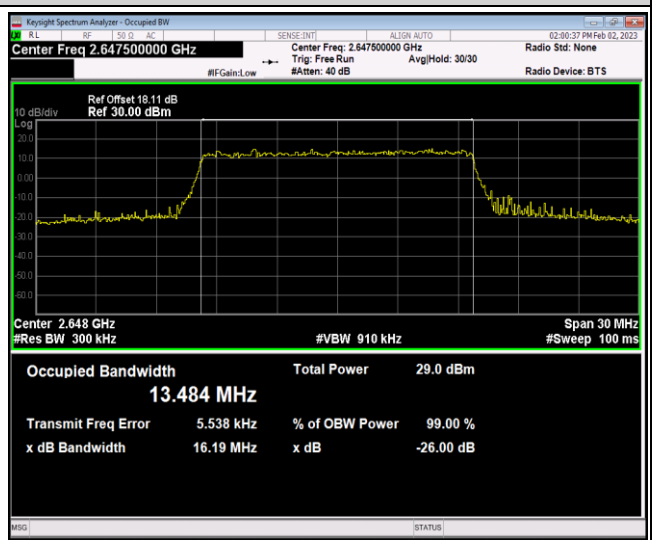 Keysight Spectrum Analyzer - Occupied BW
RL RF 50 Ω AC SENSE:INT ALIGN AUTO 02:00:37 PM Feb 02, 2023
Center Freq 2.647500000 GHz Center Freq: 2.647500000 GHz Radio Std: None
Trig: Free Run Avg|Hold: 30/30
#IFGain:Low #Atten: 40 dB Radio Device: BTS
Ref Offset 18.11 dB
10 dB/div Ref 30.00 dBm
Log
20.0
10.0
0.00
-10.0
-20.0
-30.0
-40.0
-50.0
-60.0
Center 2.648 GHz Span 30 MHz
#Res BW 300 kHz #VBW 910 kHz #Sweep 100 ms
Occupied Bandwidth Total Power 29.0 dBm
13.484 MHz
Transmit Freq Error 5.538 kHz % of OBW Power 99.00 %
x dB Bandwidth 16.19 MHz x dB -26.00 dB
MSG STATUS